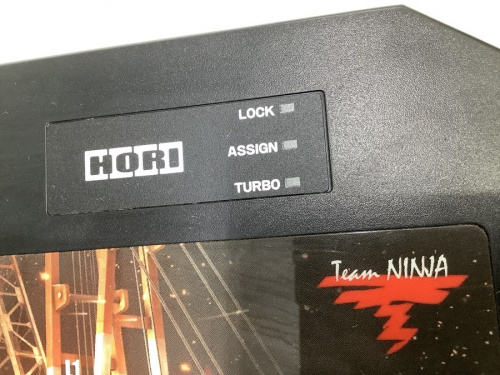 LOCK
HORI
ASSIGN
TURBO
Team NINJA